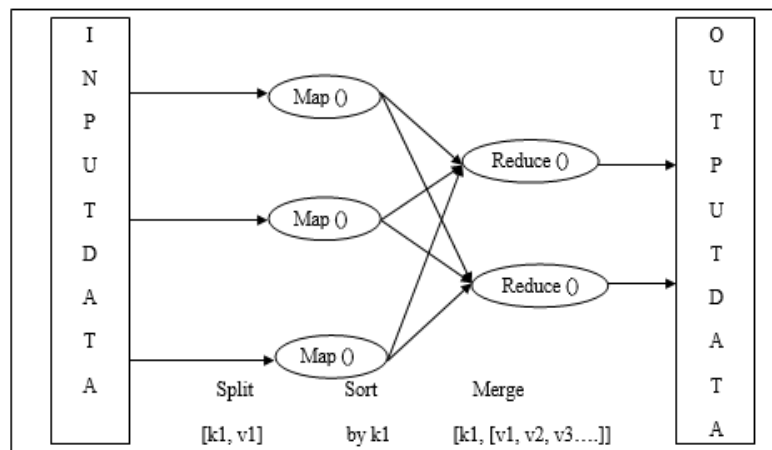 I
N
P
U
T
D
A
T
A
Map ()
Map ()
Map ()
Reduce ()
Reduce ()
O
U
T
P
U
T
D
A
T
A
Split Sort Merge
[k1, v1] by k1 [k1, [v1, v2, v3….]]